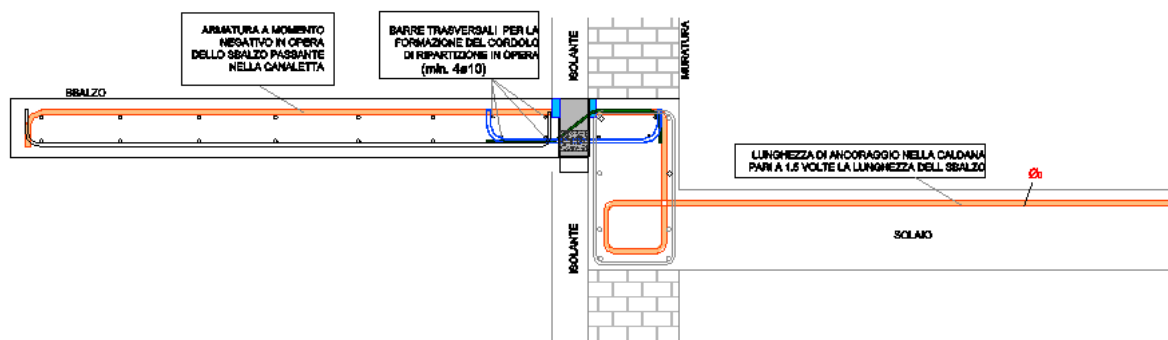 ARMATURA A MOMENTO
NEGATIVO IN OPERA
DELLO SBALZO PASSANTE
NELLA CANALETTA
BARRE TRASVERSALI PER LA
FORMAZIONE DEL CORDOLO
DI RIPARTIZIONE IN OPERA
(min. 4ø10)
ISOLANTE
MURATURA
SBALZO
LUNGHEZZA DI ANCORAGGIO NELLA CALDANA
PARI A 1.5 VOLTE LA LUNGHEZZA DELL SBALZO
SOLAIO
ISOLANTE